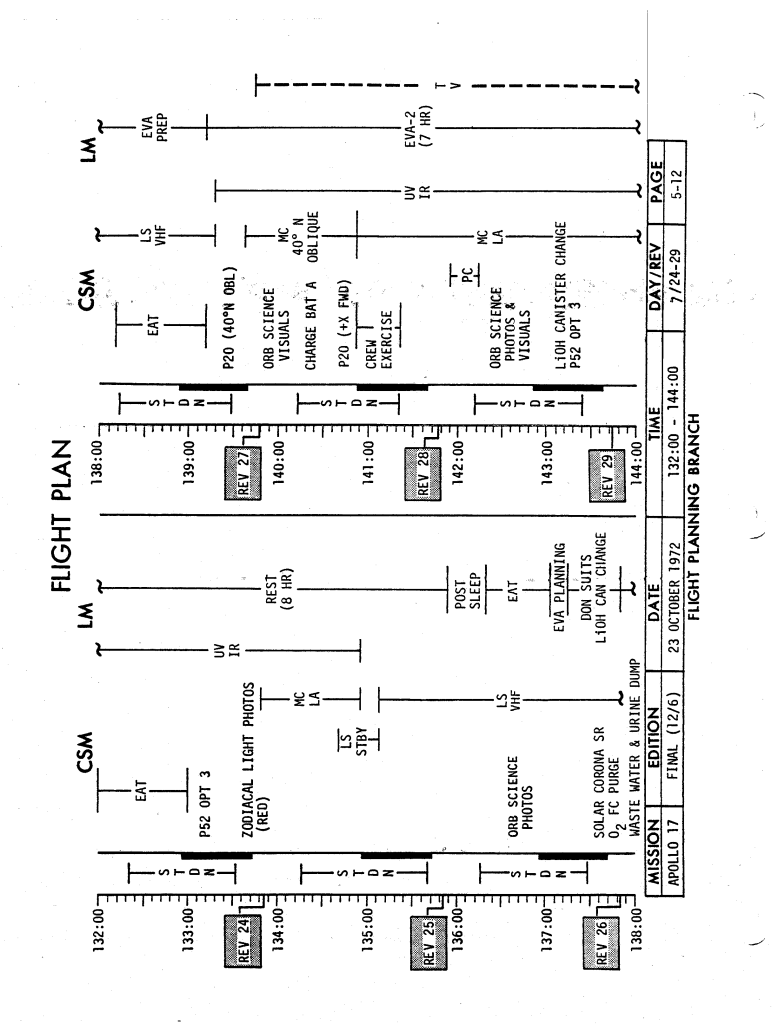 FLIGHT PLAN
CSM
LM
132:00
133:00
134:00
135:00
136:00
137:00
138:00
REV 24
REV 25
REV 26
S T D N
S T D N
S T D N
EAT
P52 OPT 3
ZODIACAL LIGHT PHOTOS
(RED)
ORB SCIENCE
PHOTOS
SOLAR CORONA SR
O2 FC PURGE
WASTE WATER & URINE DUMP
LS
STBY
MC
LA
LS
VHF
UV
IR
REST
(8 HR)
POST
SLEEP
EAT
EVA PLANNING
DON SUITS
LiOH CAN CHANGE
CSM
LM
138:00
139:00
140:00
141:00
142:00
143:00
144:00
REV 27
REV 28
REV 29
S T D N
S T D N
S T D N
EAT
P20 (40°N OBL)
ORB SCIENCE
VISUALS
CHARGE BAT A
P20 (+X FWD)
CREW
EXERCISE
ORB SCIENCE
PHOTOS &
VISUALS
LiOH CANISTER CHANGE
P52 OPT 3
PC
LS
VHF
MC
40° N
OBLIQUE
MC
LA
UV
IR
EVA
PREP
EVA-2
(7 HR)
T V
MISSION EDITION DATE TIME DAY/REV PAGE
APOLLO 17 FINAL (12/6) 23 OCTOBER 1972 132:00 - 144:00 7/24-29 5-12
FLIGHT PLANNING BRANCH